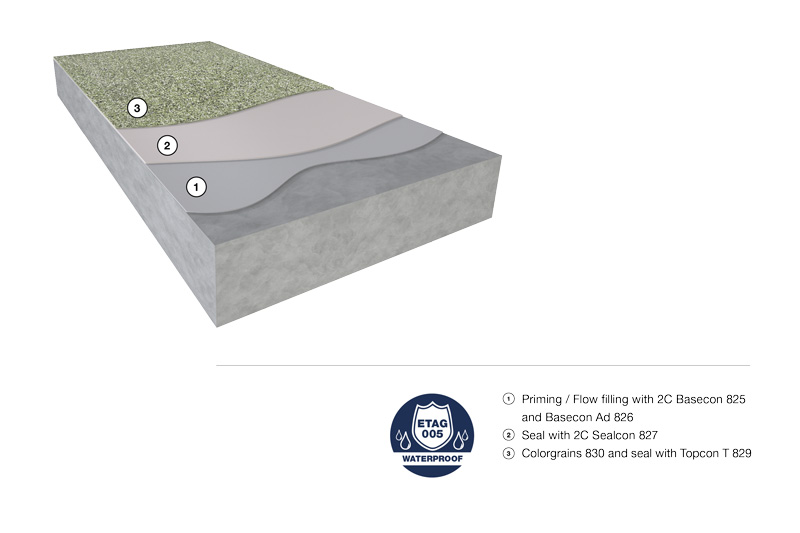 3
2
1
ETAG
005
WATERPROOF
1 Priming / Flow filling with 2C Basecon 825
and Basecon Ad 826
2 Seal with 2C Sealcon 827
3 Colorgrains 830 and seal with Topcon T 829